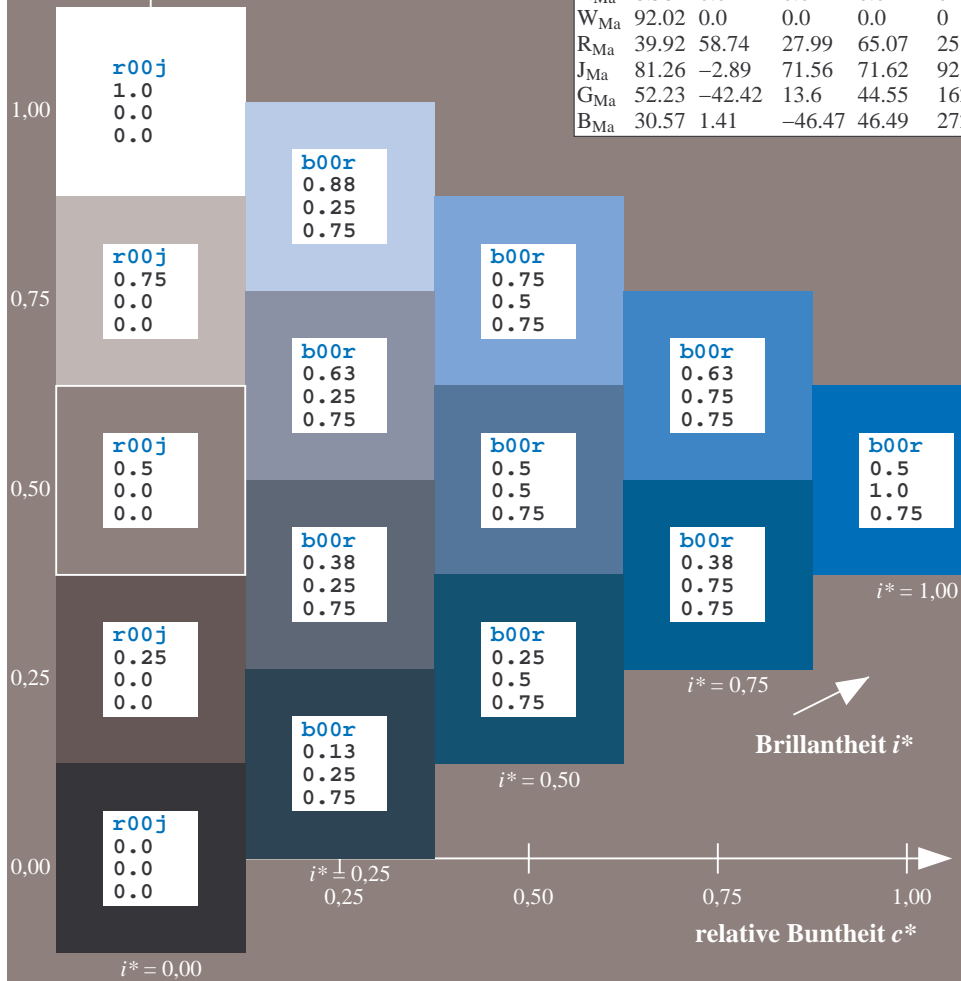 W_Ma 92.02 0.0 0.0 0.0 0
R_Ma 39.92 58.74 27.99 65.07 25
J_Ma 81.26 −2.89 71.56 71.62 92
G_Ma 52.23 −42.42 13.6 44.55
B_Ma 30.57 1.41 −46.47 46.49
r00j
1.0
0.0
0.0
1,00
b00r
0.88
0.25
0.75
r00j
0.75
0.0
0.0
b00r
0.75
0.5
0.75
0,75
b00r
0.63
0.25
0.75
b00r
0.63
0.75
0.75
r00j
0.5
0.0
0.0
b00r
0.5
0.5
0.75
b00r
0.5
1.0
0.75
0,50
b00r
0.38
0.25
0.75
b00r
0.38
0.75
0.75
i* = 1,00
r00j
0.25
0.0
0.0
b00r
0.25
0.5
0.75
0,25
i* = 0,75
b00r
0.13
0.25
0.75
Brillantheit i*
i* = 0,50
r00j
0.0
0.0
0.0
0,00
i* = 0,25
0,25 0,50 0,75 1,00
relative Buntheit c*
i* = 0,00